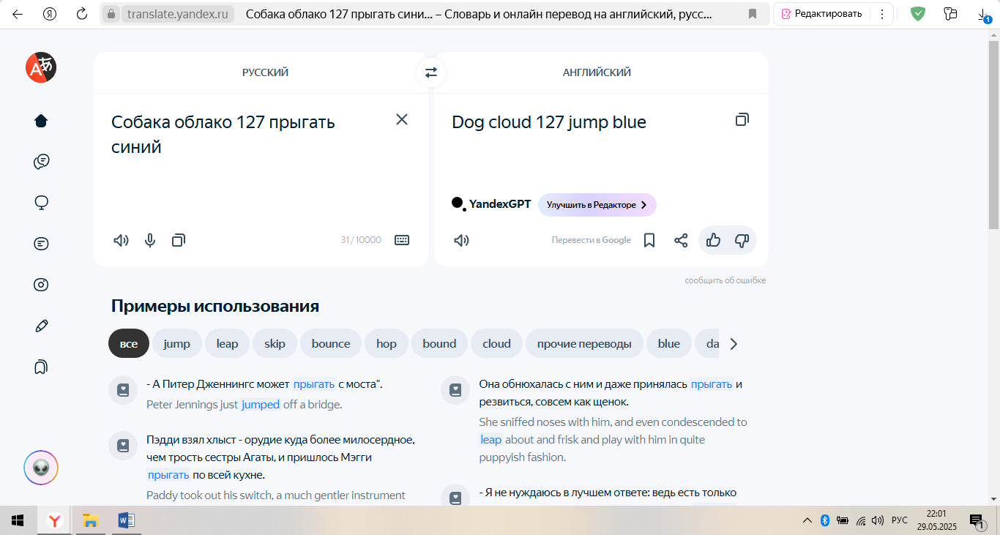 translate.yandex.ru Собака облако 127 прыгать сини... – Словарь и онлайн перевод на английский, русс... Редактировать
1
РУССКИЙ
АНГЛИЙСКИЙ
Собака облако 127 прыгать
синий
Dog cloud 127 jump blue
YandexGPT Улучшить в Редакторе
31 / 10000
Перевести в Google
сообщить об ошибке
Примеры использования
все jump leap skip bounce hop bound cloud прочие переводы blue da
- А Питер Дженнингс может прыгать с моста".
Peter Jennings just jumped off a bridge.
Пэдди взял хлыст - орудие куда более милосердное,
чем трость сестры Агаты, и пришлось Мэгги
прыгать по всей кухне.
Paddy took out his switch, a much gentler instrument
Она обнюхалась с ним и даже принялась прыгать и
резвиться, совсем как щенок.
She sniffed noses with him, and even condescended to
leap about and frisk and play with him in quite
puppyish fashion.
- Я не нуждаюсь в лучшем ответе: ведь есть только
РУС
22:01
29.05.2025
1